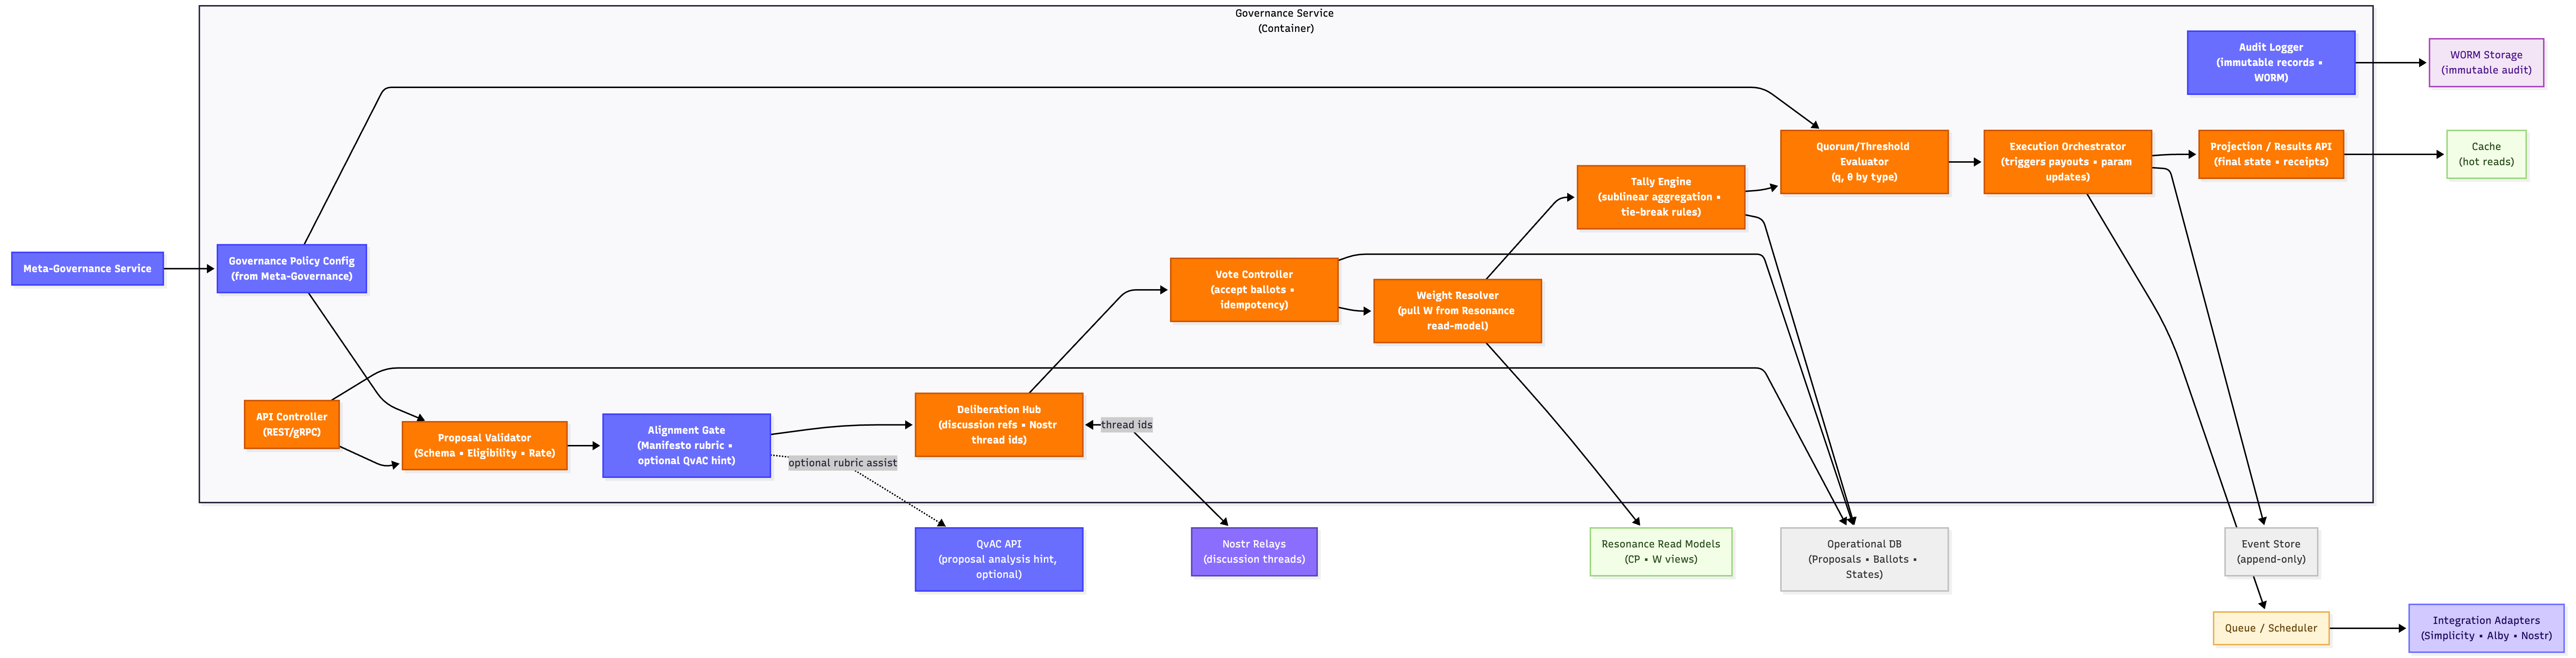 Governance Service
(Container)
Audit Logger
(immutable records •
WORM)
WORM Storage
(immutable audit)
Quorum/Threshold
Evaluator
(q, θ by type)
Execution Orchestrator
(triggers payouts • param
updates)
Projection / Results API
(final state • receipts)
Cache
(hot reads)
Tally Engine
(sublinear aggregation •
tie-break rules)
Meta-Governance Service
Governance Policy Config
(from Meta-Governance)
Vote Controller
(accept ballots •
idempotency)
Weight Resolver
(pull W from Resonance
read-model)
API Controller
(REST/gRPC)
Proposal Validator
(Schema • Eligibility • Rate)
Alignment Gate
(Manifesto rubric •
optional QvAC hint)
Deliberation Hub
(discussion refs • Nostr
thread ids)
thread ids
optional rubric assist
QvAC API
(proposal analysis hint,
optional)
Nostr Relays
(discussion threads)
Resonance Read Models
(CP • W views)
Operational DB
(Proposals • Ballots •
States)
Event Store
(append-only)
Queue / Scheduler
Integration Adapters
(Simplicity • Alby • Nostr)